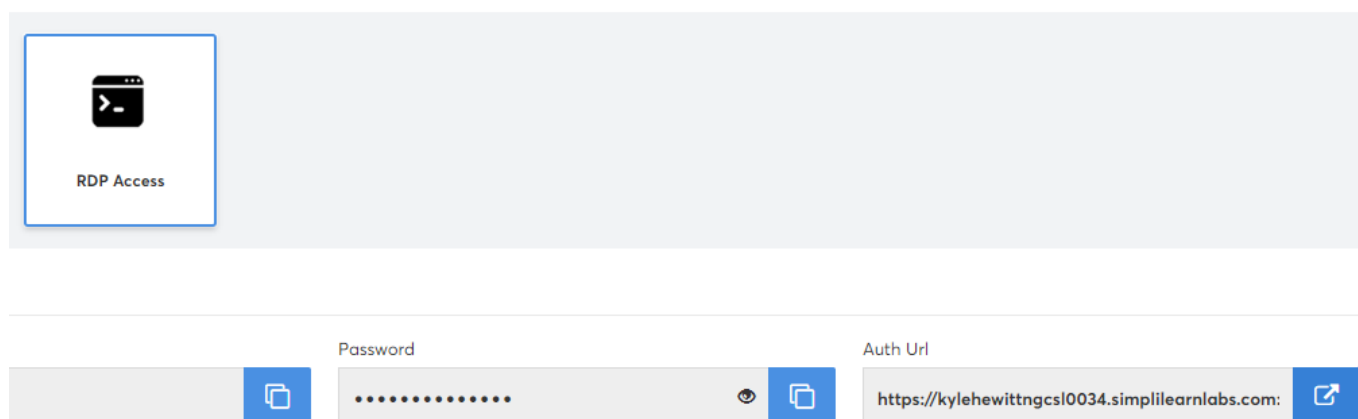 RDP Access
Password
Auth Url
••••••••••••••
https://kylehewittngcsl0034.simplilearnlabs.com: